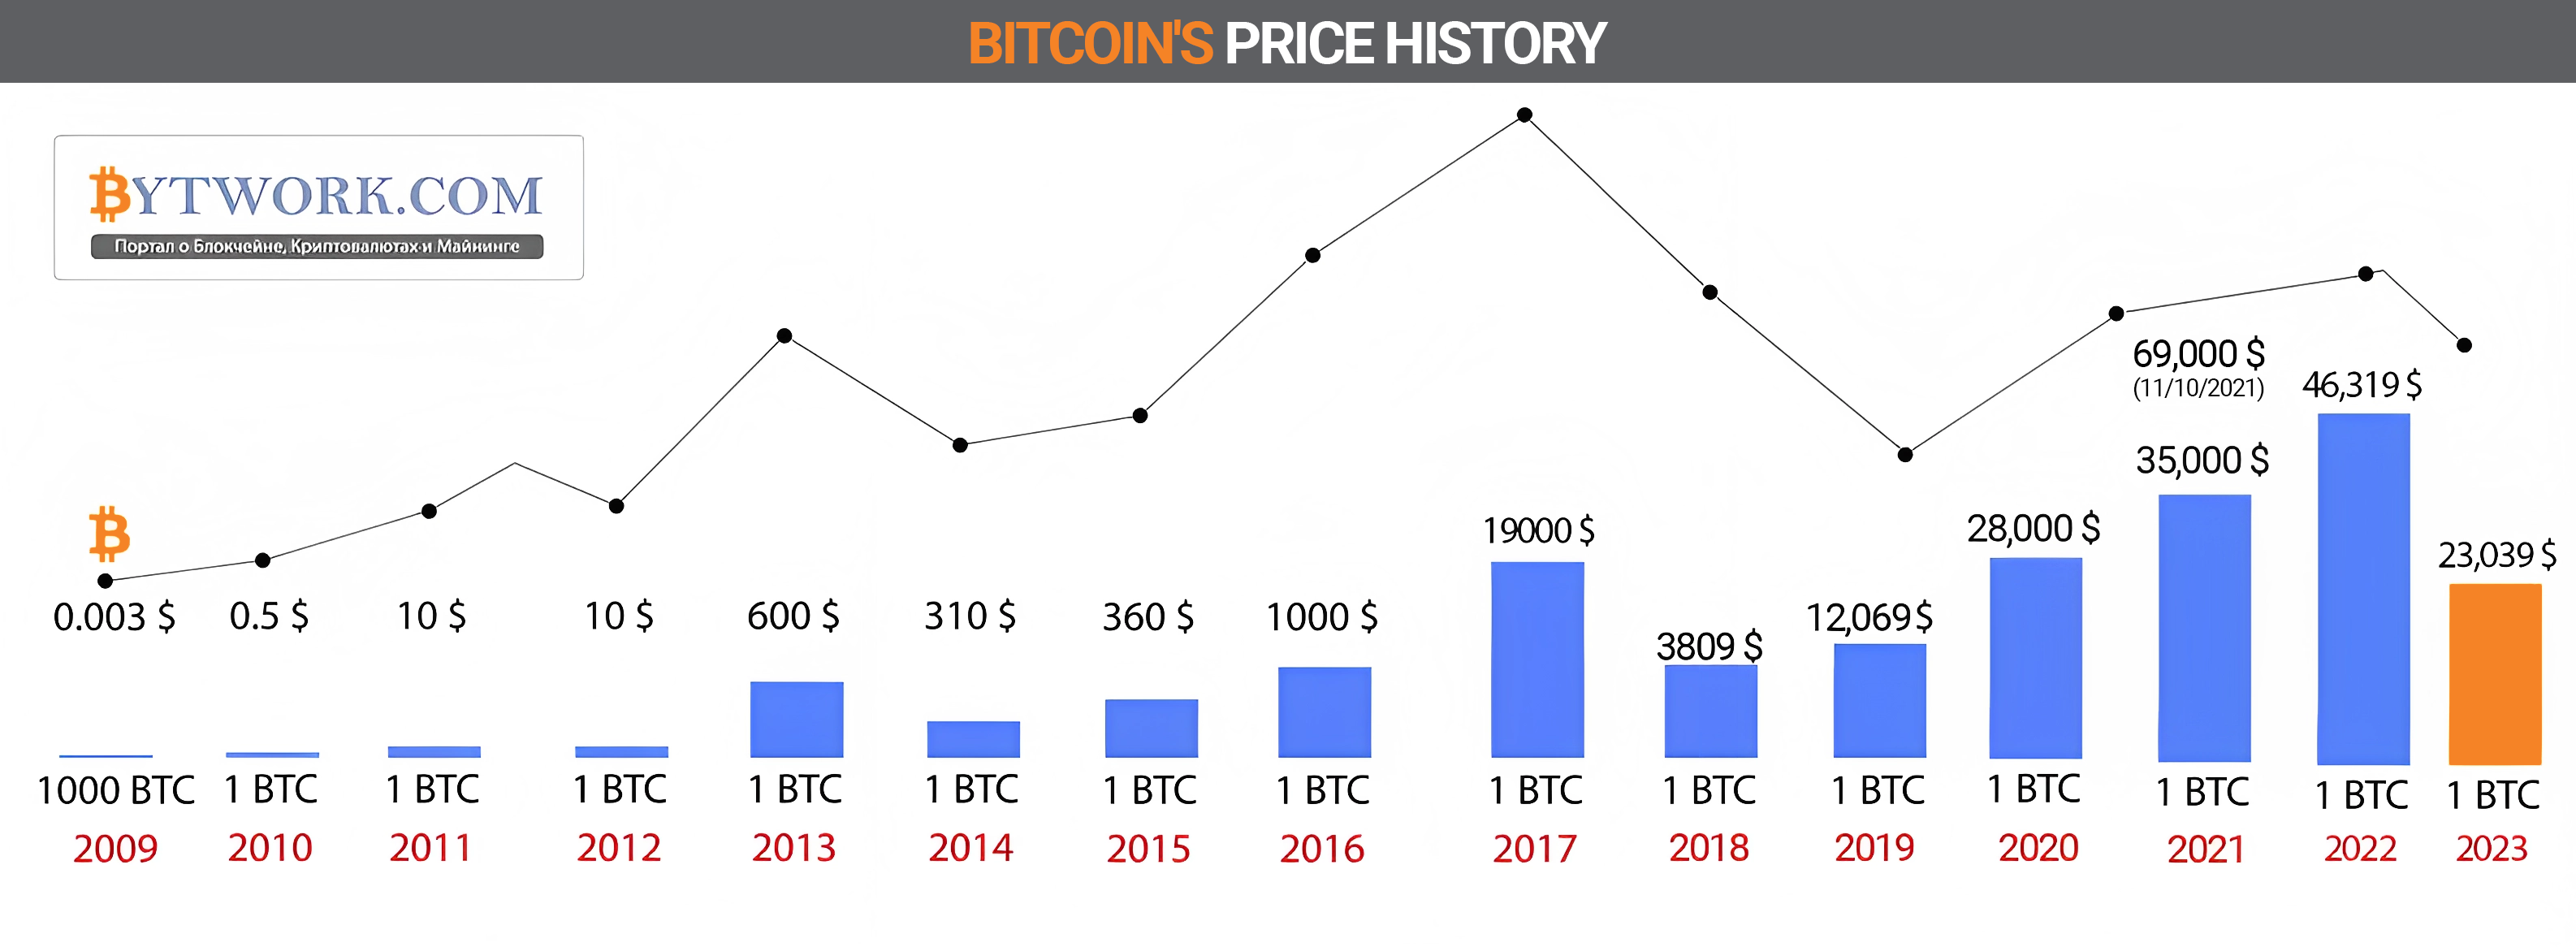 BITCOIN'S PRICE HISTORY
BYTWORK.COM
Портал о Блокчейне, Криптовалютах и Майнинге
69,000 $
(11/10/2021)
46,319 $
35,000 $
19000 $
28,000 $
23,039 $
0.003 $ 0.5 $ 10 $ 10 $ 600 $ 310 $ 360 $ 1000 $ 3809 $ 12,069 $
1000 BTC 1 BTC 1 BTC 1 BTC 1 BTC 1 BTC 1 BTC 1 BTC 1 BTC 1 BTC 1 BTC 1 BTC 1 BTC 1 BTC 1 BTC
2009 2010 2011 2012 2013 2014 2015 2016 2017 2018 2019 2020 2021 2022 2023